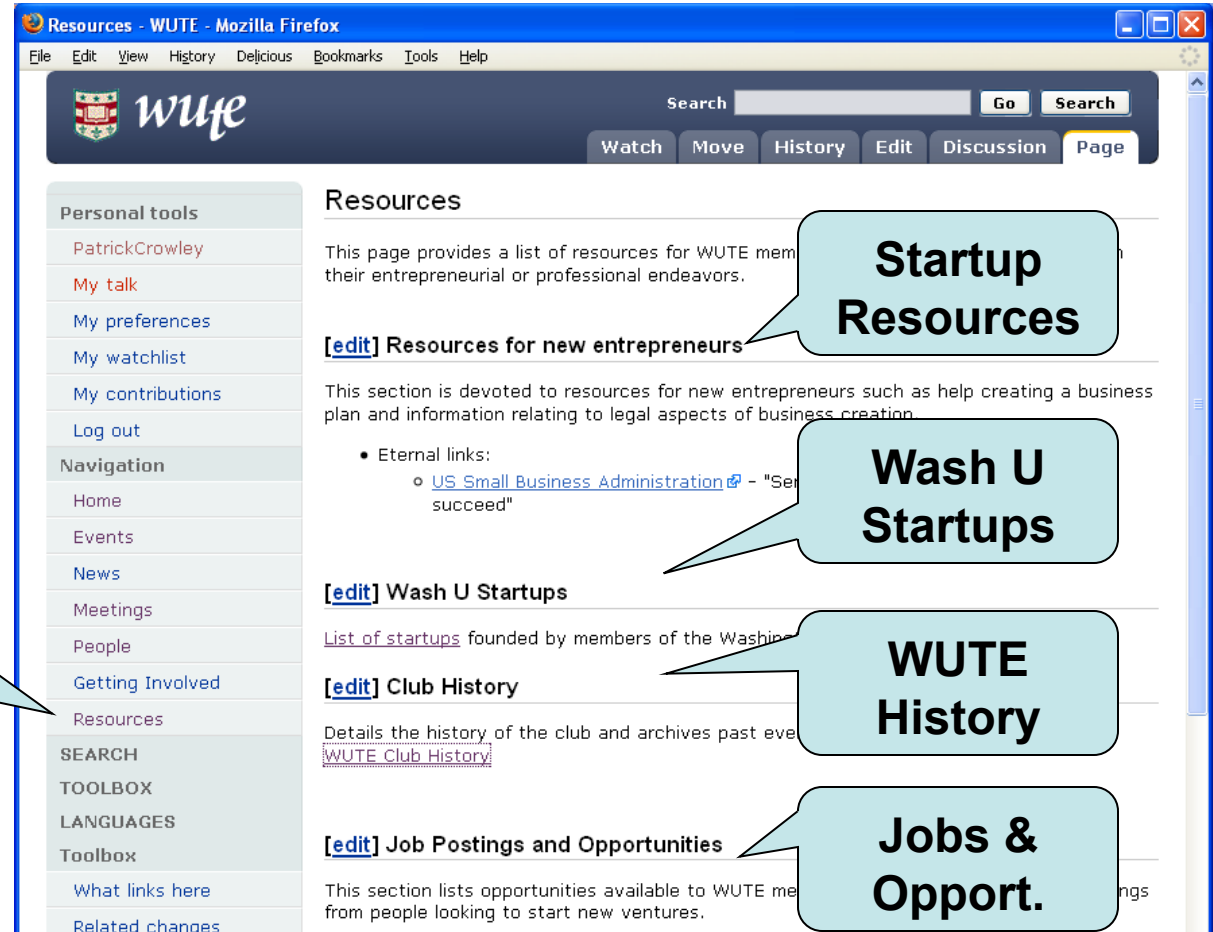 Resources - WUTE - Mozilla Firefox
File Edit View History Delicious Bookmarks Tools Help
wute
Search Go Search
Watch Move History Edit Discussion Page
Personal tools
PatrickCrowley
My talk
My preferences
My watchlist
My contributions
Log out
Navigation
Home
Events
News
Meetings
People
Getting Involved
Resources
SEARCH
TOOLBOX
LANGUAGES
Toolbox
What links here
Related changes
Resources
This page provides a list of resources for WUTE
their entrepreneurial or professional endeavors.
Startup
Resources
[edit] Resources for new entrepreneurs
This section is devoted to resources for new entrepreneurs such as help creating a business
plan and information relating to legal aspects of business creation.
• Eternal links:
US Small Business Administration –
succeed"
Wash U
Startups
[edit] Wash U Startups
List of startups founded by members of the
WUTE
History
[edit] Club History
Details the history of the club and archives past
WUTE Club History
Jobs &
Opport.
[edit] Job Postings and Opportunities
This section lists opportunities available to WUTE
from people looking to start new ventures.